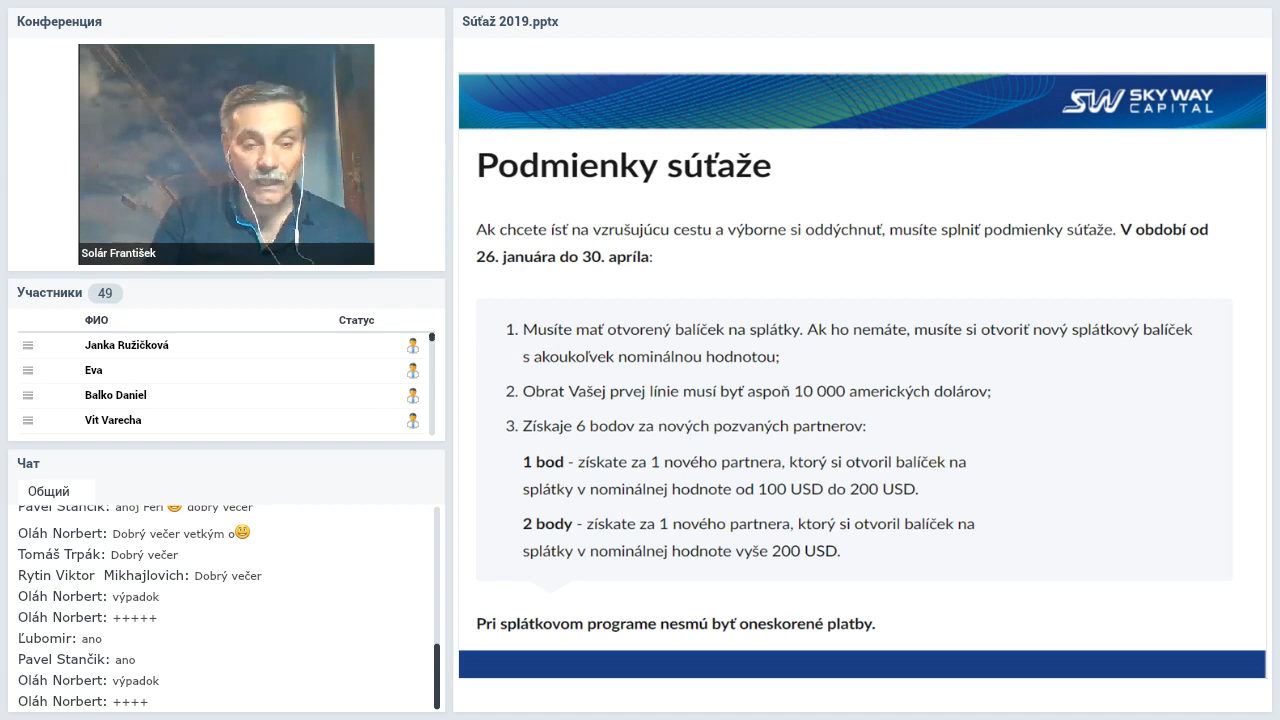 Конференция
Solár František
Участники 49
ФИО Статус
Janka Ružičková
Eva
Balko Daniel
Vit Varecha
Чат
Общий
Pavel Stančík: ahoj Feri dobrý večer
Oláh Norbert: Dobrý večer vetkým o
Tomáš Trpák: Dobrý večer
Rytin Viktor Mikhajlovich: Dobrý večer
Oláh Norbert: výpadok
Oláh Norbert: +++++
Ľubomir: ano
Pavel Stančik: ano
Oláh Norbert: výpadok
Oláh Norbert: ++++
Súťaž 2019.pptx
SW SKY WAY
CAPITAL
Podmienky súťaže
Ak chcete ísť na vzrušujúcu cestu a výborne si oddýchnuť, musíte splniť podmienky súťaže. V období od
26. januára do 30. apríla:
1. Musíte mať otvorený balíček na splátky. Ak ho nemáte, musíte si otvoriť nový splátkový balíček
s akoukoľvek nominálnou hodnotou;
2. Obrat Vašej prvej línie musí byť aspoň 10 000 amerických dolárov;
3. Získaje 6 bodov za nových pozvaných partnerov:
1 bod - získate za 1 nového partnera, ktorý si otvoril balíček na
splátky v nominálnej hodnote od 100 USD do 200 USD.
2 body - získate za 1 nového partnera, ktorý si otvoril balíček na
splátky v nominálnej hodnote vyše 200 USD.
Pri splátkovom programe nesmú byť oneskorené platby.